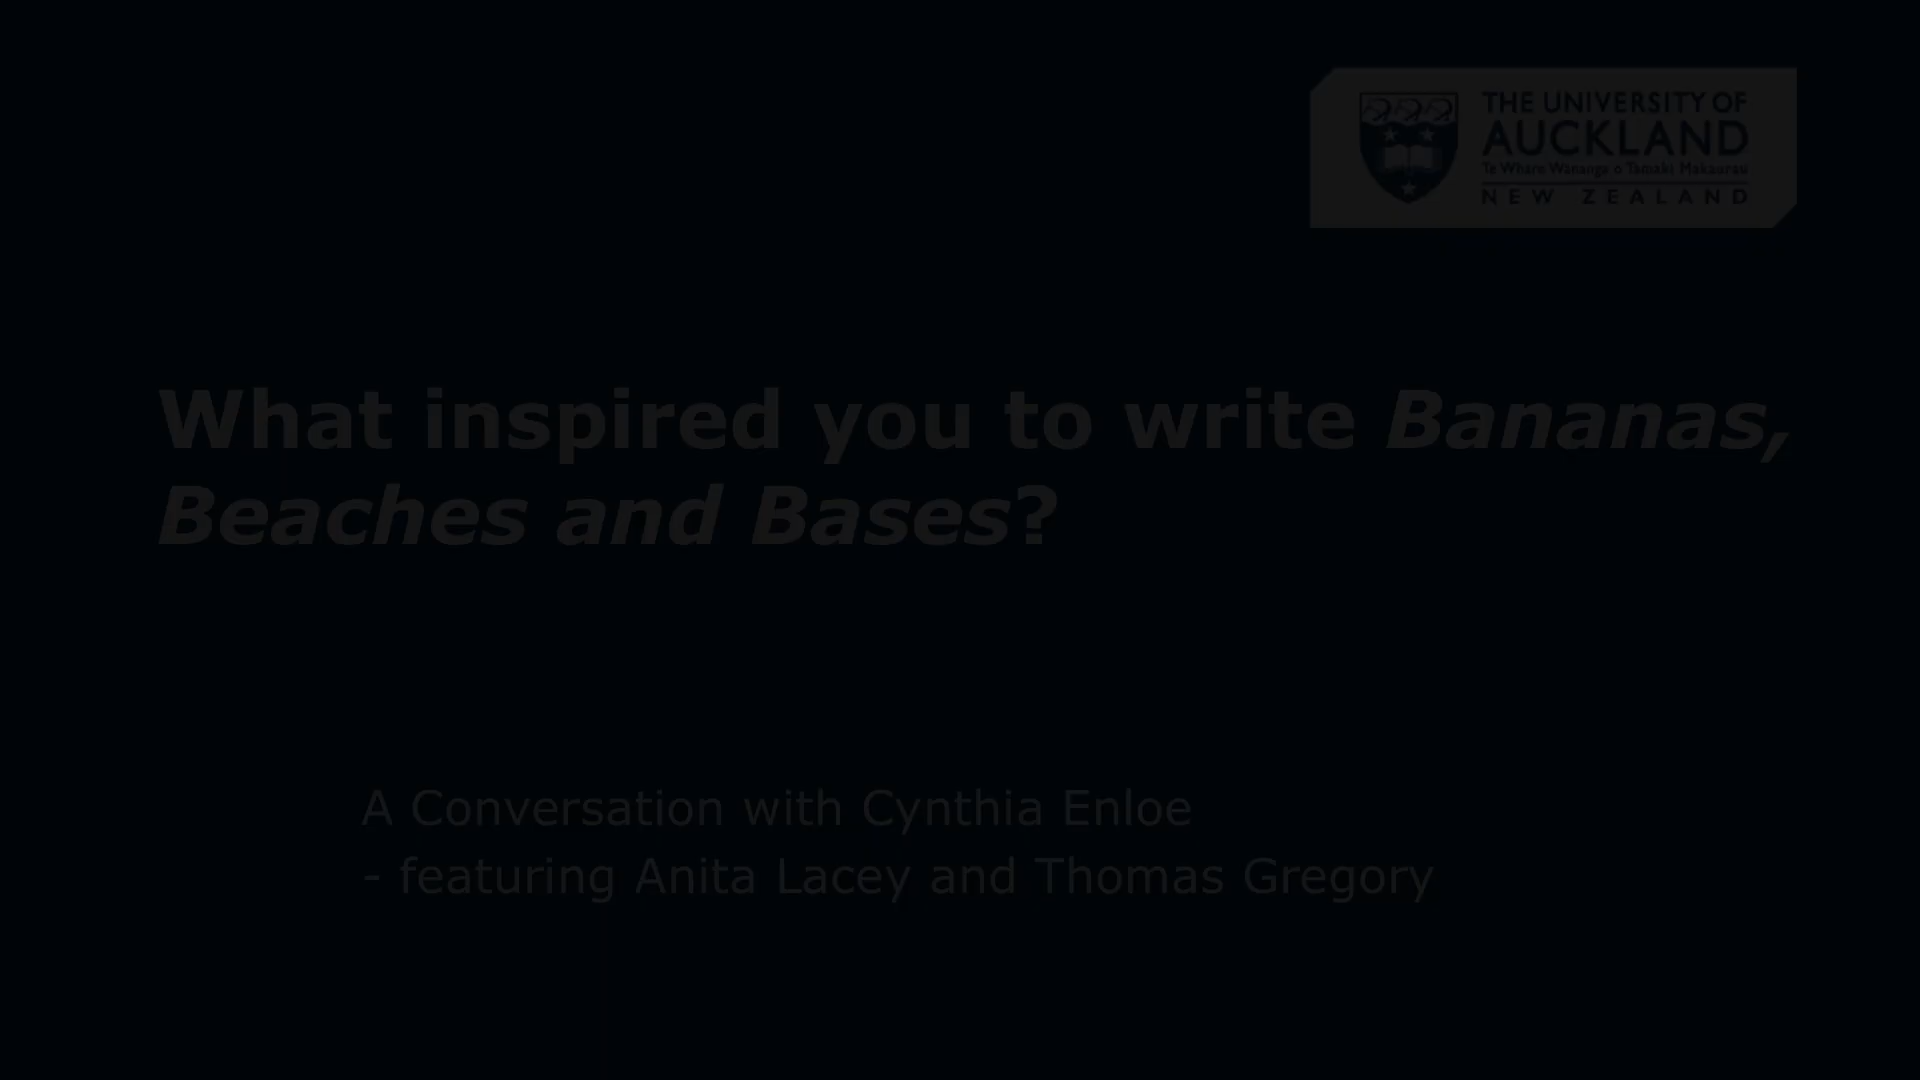 THE UNIVERSITY OF
AUCKLAND
Te Whare Wānanga o Tāmaki Makaurau
NEW ZEALAND
What inspired you to write Bananas,
Beaches and Bases?
A Conversation with Cynthia Enloe
- featuring Anita Lacey and Thomas Gregory